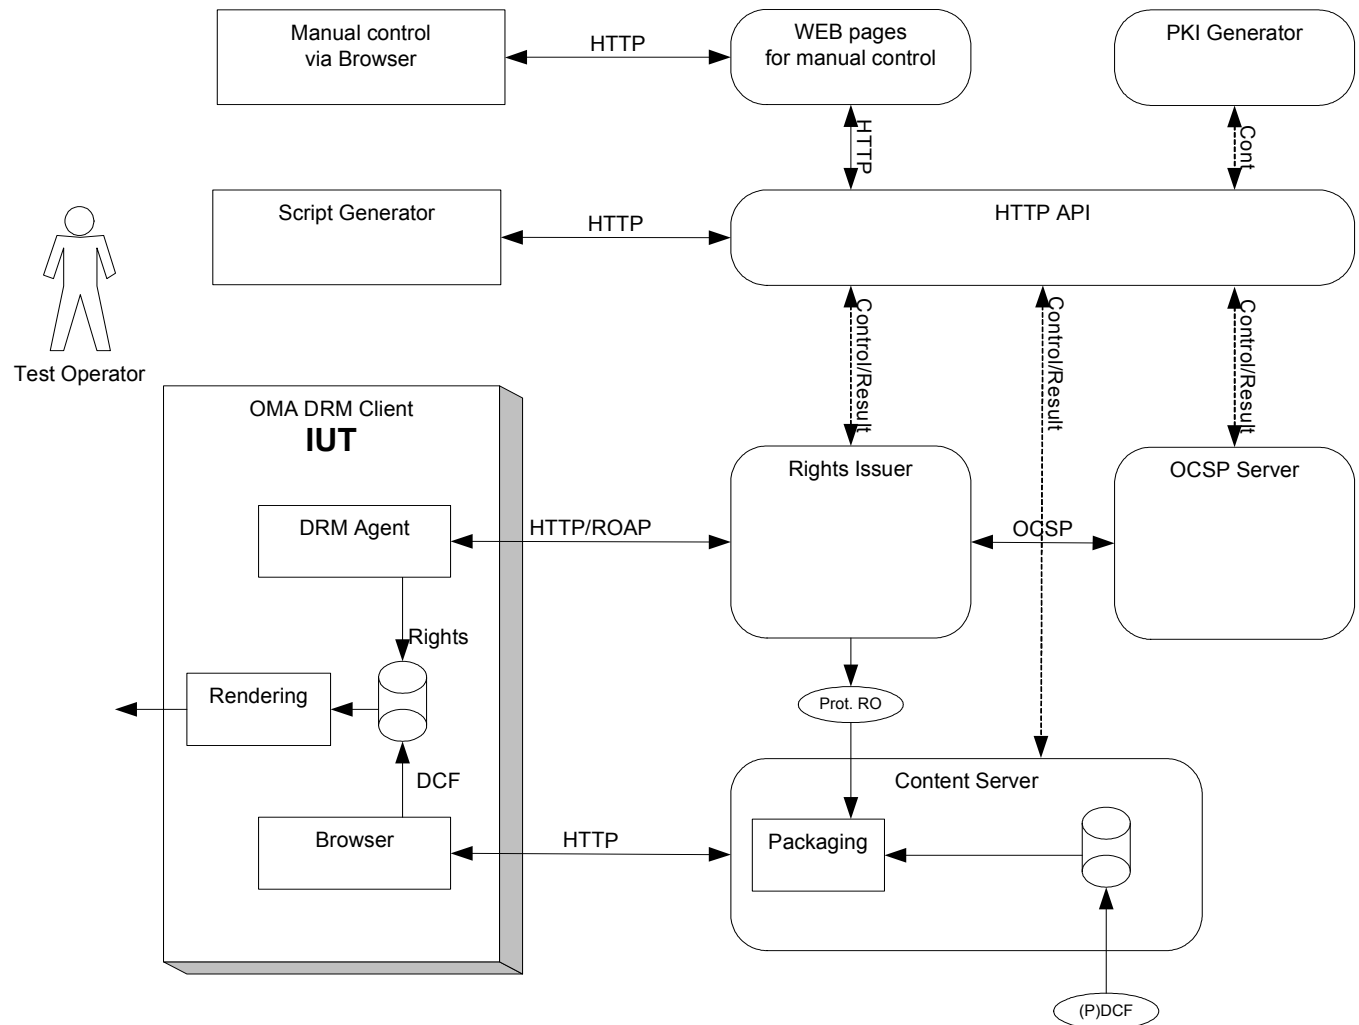 Manual control
via Browser
HTTP
WEB pages
for manual control
PKI Generator
HTTP
Cont
Script Generator
HTTP
HTTP API
Test Operator
Control/Result
Control/Result
Control/Result
OMA DRM Client
IUT
Rights Issuer
OCSP Server
DRM Agent
HTTP/ROAP
OCSP
Rights
Rendering
Prot. RO
DCF
Content Server
Browser
HTTP
Packaging
(P)DCF